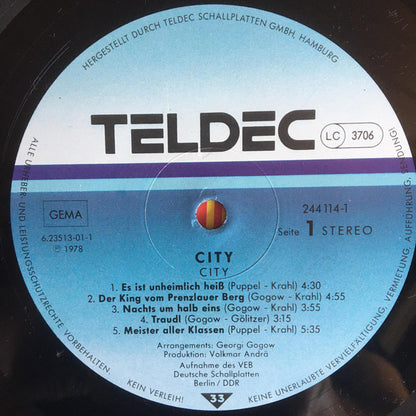 HERGESTELLT DURCH TELDEC SCHALLPLATTEN GMBH, HAMBURG
TELDEC
LC 3706
GEMA
6.23513-01-1
℗ 1978
244 114-1
Seite 1 STEREO
CITY
CITY
1. Es ist unheimlich heiß (Puppel - Krahl) 4:30
2. Der King vom Prenzlauer Berg (Gogow - Krahl) 4:55
3. Nachts um halb eins (Puppel - Krahl) 4:55
4. Traudl (Gogow - Gölitzer) 3:15
5. Meister aller Klassen (Puppel - Krahl) 5:35
Arrangements: Georgi Gogow
Produktion: Volkmar Andrä
Aufnahme des VEB
Deutsche Schallplatten
Berlin / DDR
33
ALLE URHEBER- UND LEISTUNGSSCHUTZRECHTE VORBEHALTEN.
KEIN VERLEIH! KEINE UNERLAUBTE VERVIELFÄLTIGUNG, VERMIETUNG, AUFFÜHRUNG, SENDUNG!